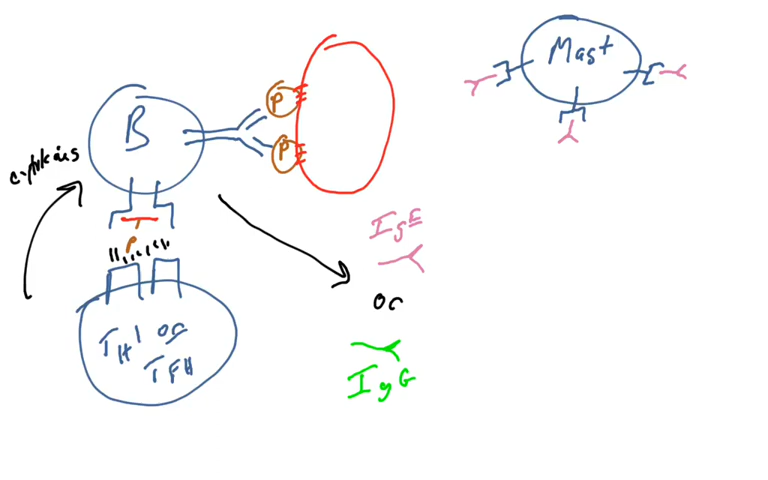 Mast
B
P
P
cytokines
P
IgE
or
TH1 or
TFH
IgG